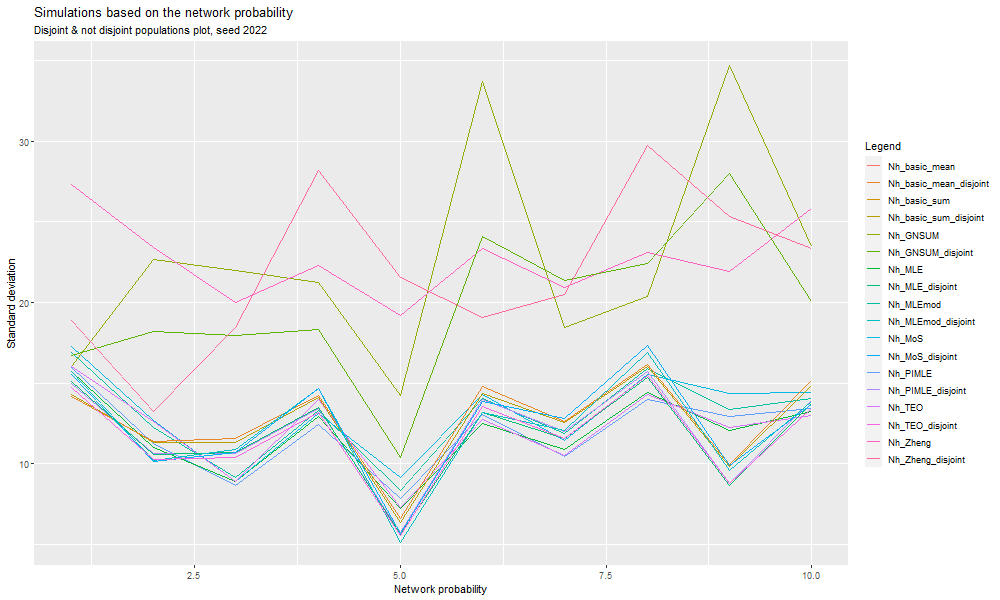 Simulations based on the network probability
Disjoint & not disjoint populations plot, seed 2022
Standard deviation
30
20
10
2.5
5.0
7.5
10.0
Network probability
Legend
Nh_basic_mean
Nh_basic_mean_disjoint
Nh_basic_sum
Nh_basic_sum_disjoint
Nh_GNSUM
Nh_GNSUM_disjoint
Nh_MLE
Nh_MLE_disjoint
Nh_MLEmod
Nh_MLEmod_disjoint
Nh_MoS
Nh_MoS_disjoint
Nh_PIMLE
Nh_PIMLE_disjoint
Nh_TEO
Nh_TEO_disjoint
Nh_Zheng
Nh_Zheng_disjoint